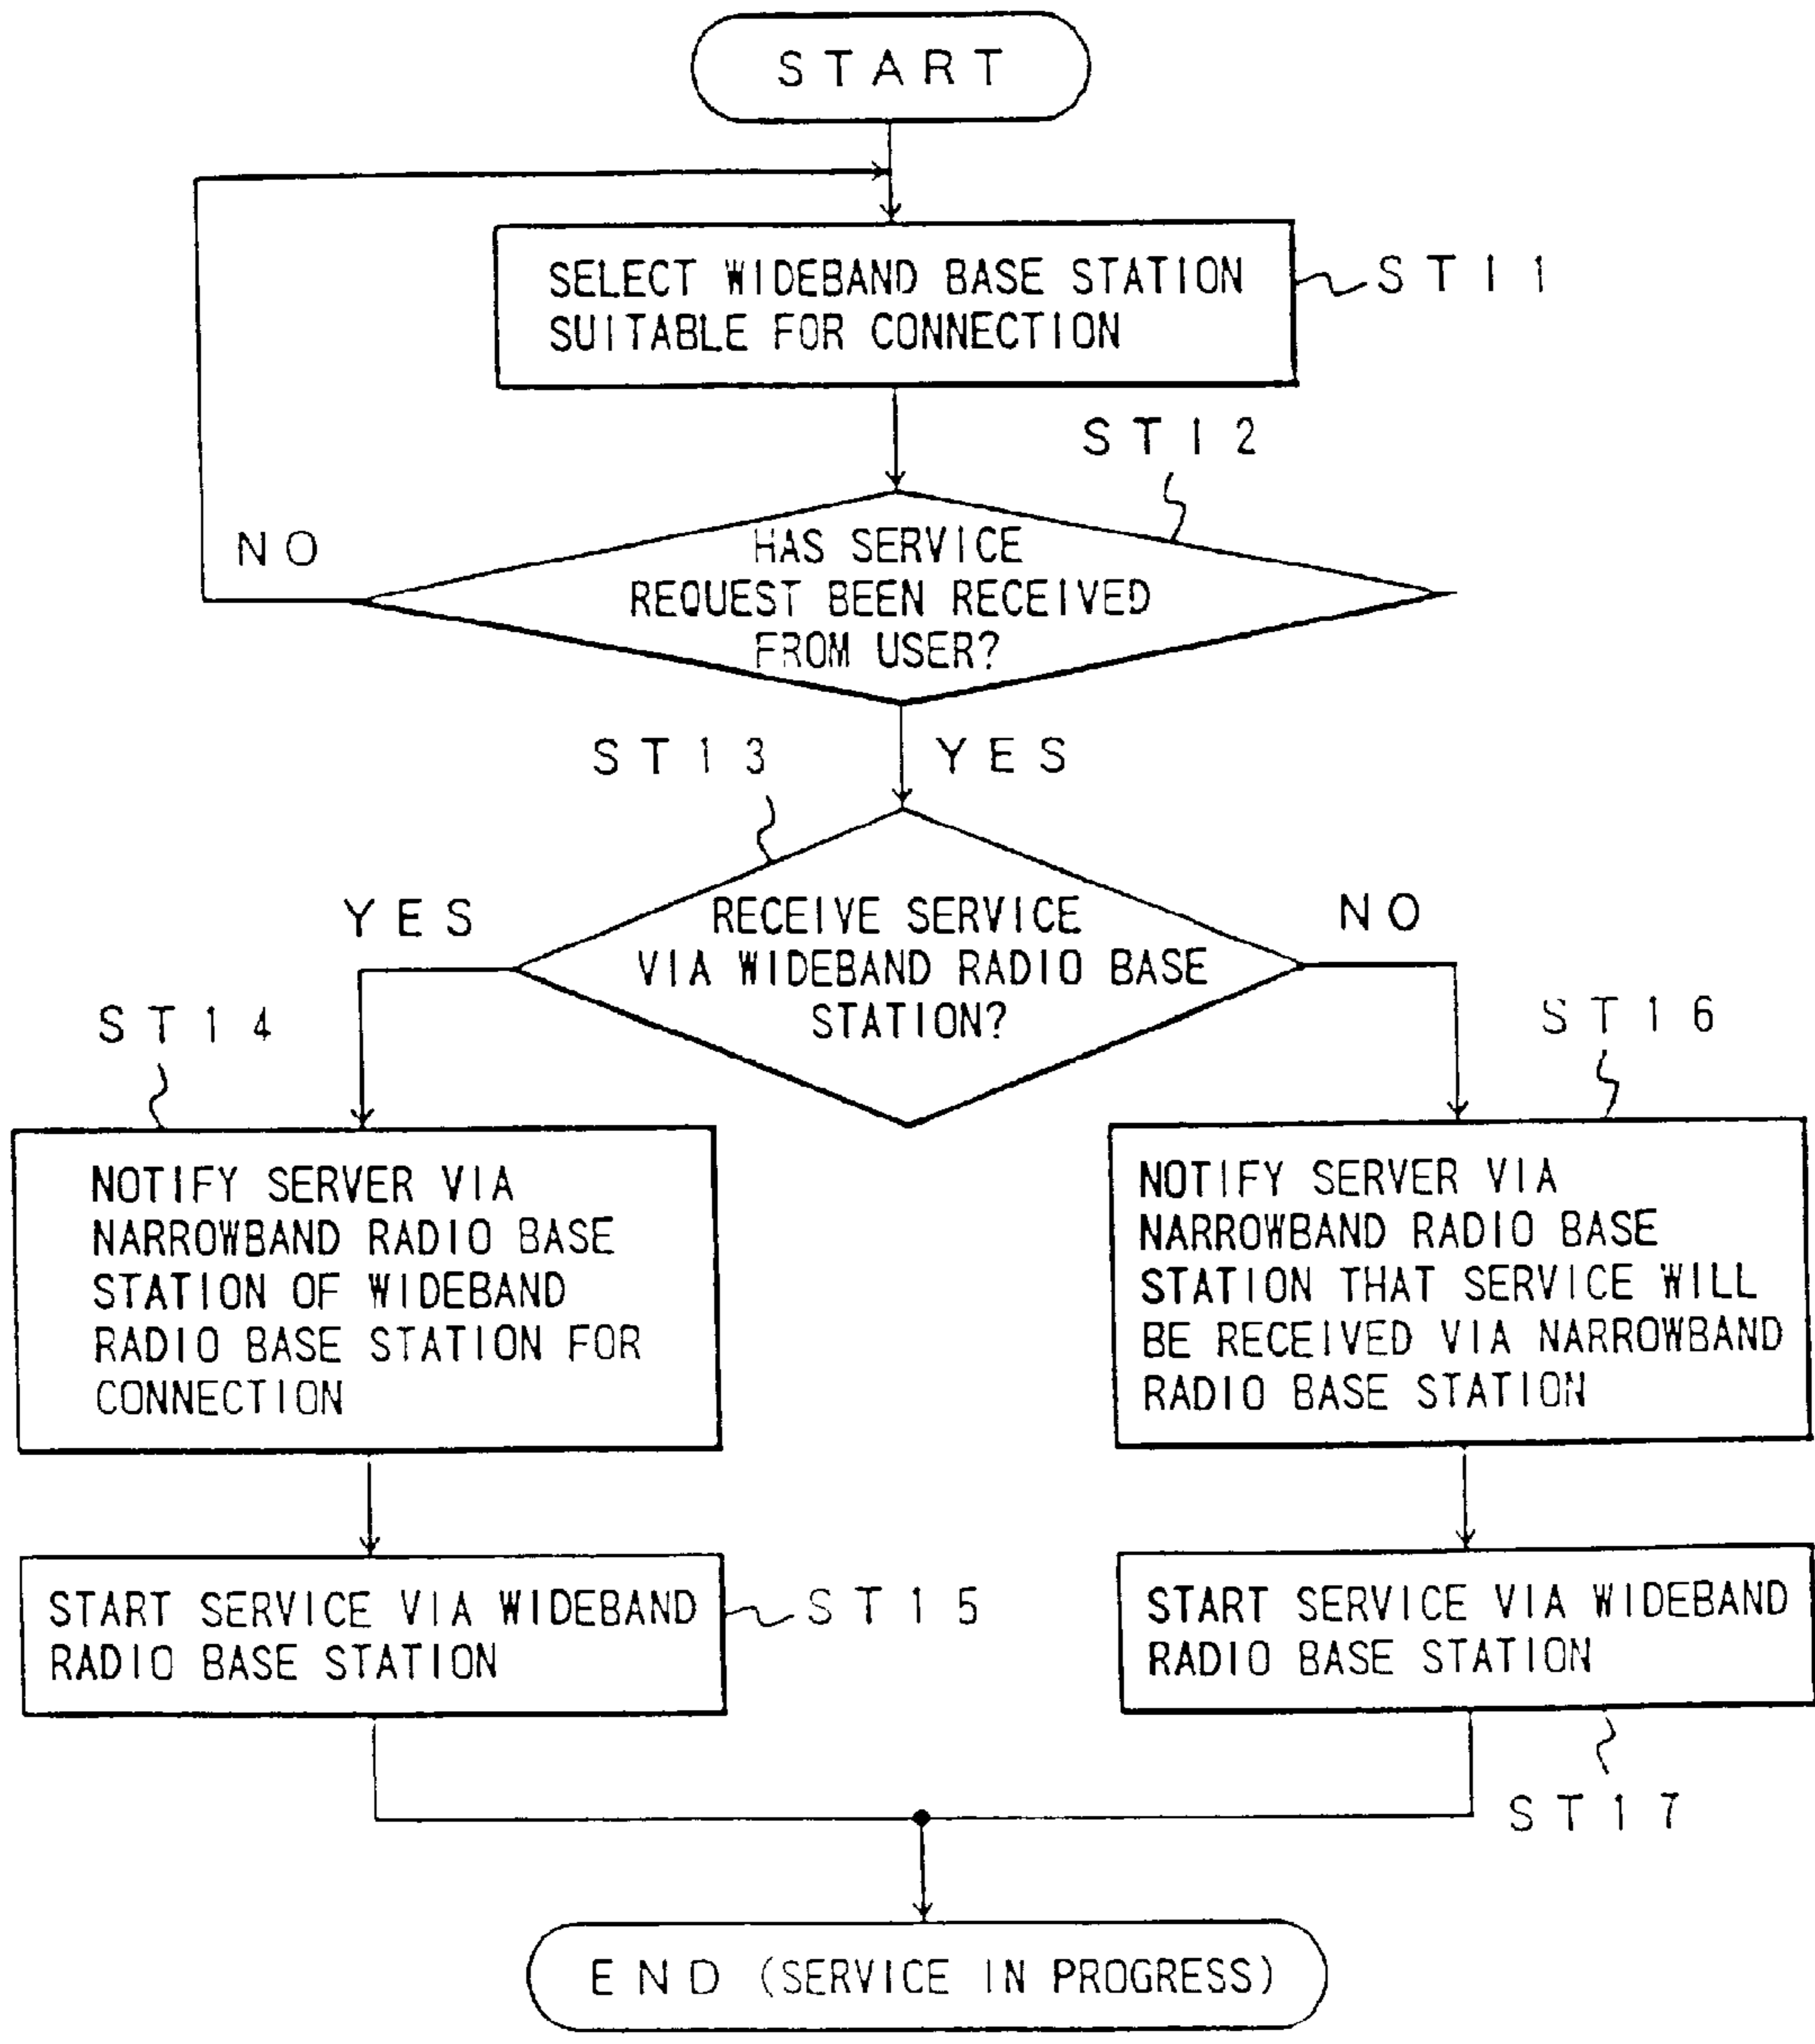 START
SELECT WIDEBAND BASE STATION
SUITABLE FOR CONNECTION
ST11
ST12
HAS SERVICE
REQUEST BEEN RECEIVED
FROM USER?
NO
YES
ST13
RECEIVE SERVICE
VIA WIDEBAND RADIO BASE
STATION?
YES
NO
ST14
NOTIFY SERVER VIA
NARROWBAND RADIO BASE
STATION OF WIDEBAND
RADIO BASE STATION FOR
CONNECTION
ST16
NOTIFY SERVER VIA
NARROWBAND RADIO BASE
STATION THAT SERVICE WILL
BE RECEIVED VIA NARROWBAND
RADIO BASE STATION
START SERVICE VIA WIDEBAND
RADIO BASE STATION
ST15
START SERVICE VIA WIDEBAND
RADIO BASE STATION
ST17
END (SERVICE IN PROGRESS)